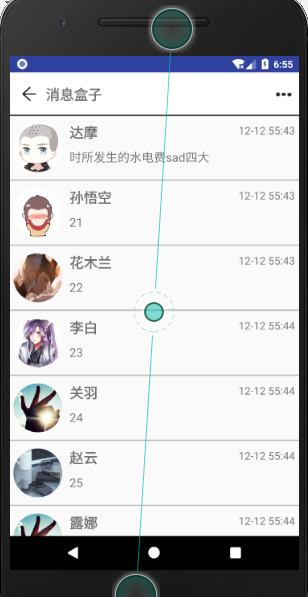 6:55
消息盒子
达摩 12-12 55:43
时所发生的水电费sad四大
孙悟空 12-12 55:43
21
花木兰 12-12 55:43
22
李白 12-12 55:44
23
关羽 12-12 55:44
24
赵云 12-12 55:44
25
露娜 12-12 55:44